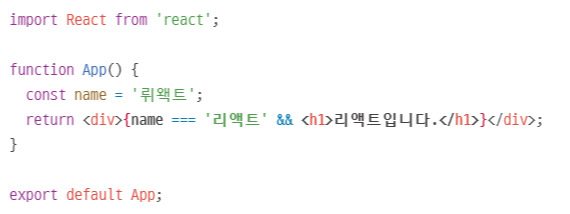 import React from 'react';
function App() {
const name = '뤼왝트';
return <div>{name === '리액트' && <h1>리액트입니다.</h1>}</div>;
}
export default App;